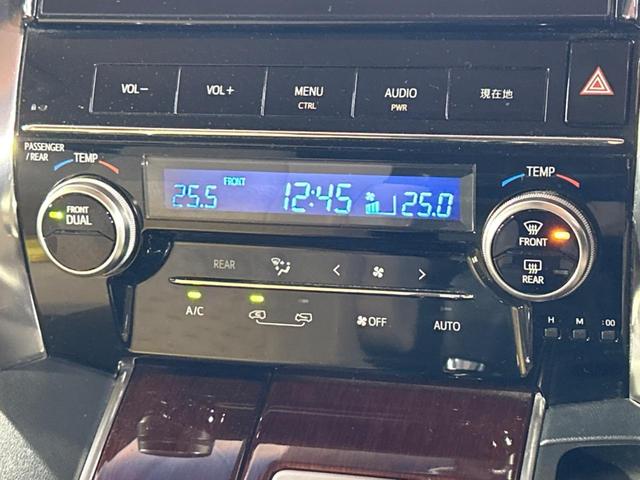 VOL− VOL+ MENU CTRL AUDIO PWR 現在地
PASSENGER /REAR
TEMP
TEMP
25.5 FRONT 12:45 25.0
FRONT DUAL
FRONT
REAR
REAR
A/C OFF AUTO
H M :00